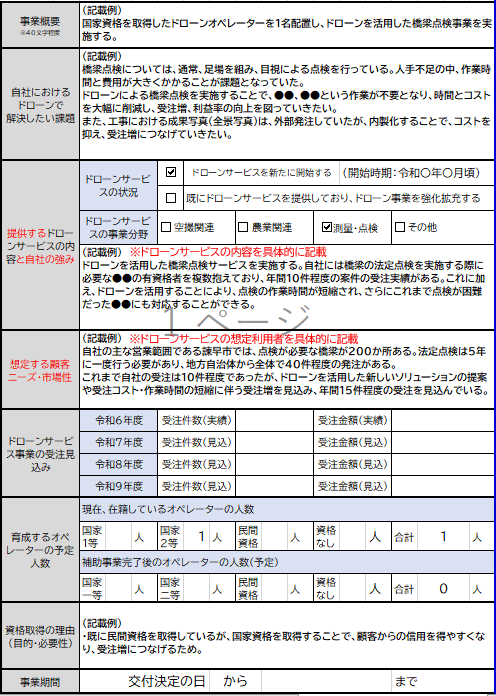 事業概要
※40文字程度
(記載例)
国家資格を取得したドローンオペレーターを1名配置し、ドローンを活用した橋梁点検事業を実
施する。
自社における
ドローンで
解決したい課題
(記載例)
橋梁点検については、通常、足場を組み、目視による点検を行っている。人手不足の中、作業時
間と費用が大きくかかることが課題となっていた。
ドローンによる橋梁点検を実施することで、●●、●●という作業が不要となり、時間とコスト
を大幅に削減し、受注増、利益率の向上を図っていきたい。
また、工事における成果写真(全景写真)は、外部発注していたが、内製化することで、コストを
抑え、受注増につなげていきたい。
提供するドロー
ンサービスの内
容と自社の強み
ドローンサービ
スの状況
ドローンサービスを新たに開始する (開始時期:令和〇年〇月頃)
既にドローンサービスを提供しており、ドローン事業を強化拡充する
ドローンサービ
スの事業分野
空撮関連 農業関連 測量・点検 その他
(記載例) ※ドローンサービスの内容を具体的に記載
ドローンを活用した橋梁点検サービスを実施する。自社には橋梁の法定点検を実施する際に
必要な●●の有資格者を複数抱えており、年間10件程度の案件の受注実績がある。これに加
え、ドローンを活用することにより、点検の作業時間が短縮され、さらにこれまで点検が困難
だった●●にも対応することができる。
1 ページ
想定する顧客
ニーズ・市場性
(記載例) ※ドローンサービスの想定利用者を具体的に記載
自社の主な営業範囲である諫早市では、点検が必要な橋梁が200か所ある。法定点検は5年
に一度行う必要があり、地方自治体から全体で40件程度の発注がある。
これまで自社の受注は10件程度であったが、ドローンを活用した新しいソリューションの提案
や受注コスト・作業時間の短縮に伴う受注増を見込み、年間15件程度の受注を見込んでいる。
ドローンサービ
ス事業の受注見
込み
令和6年度 受注件数(実績) 受注金額(実績)
令和7年度 受注件数(見込) 受注金額(見込)
令和8年度 受注件数(見込) 受注金額(見込)
令和9年度 受注件数(見込) 受注金額(見込)
育成するオペ
レーターの予定
人数
現在、在籍しているオペレーターの人数
国家
1等 人 国家
2等 1 人 民間
資格 人 資格
なし 人 合計 1 人
補助事業完了後のオペレーターの人数(予定)
国家
一等 人 国家
二等 人 民間
資格 人 資格
なし 人 合計 0 人
資格取得の理由
(目的・必要性)
(記載例)
・既に民間資格を取得しているが、国家資格を取得することで、顧客からの信用を得やすくな
り、受注増につなげるため。
事業期間
交付決定の日 から まで